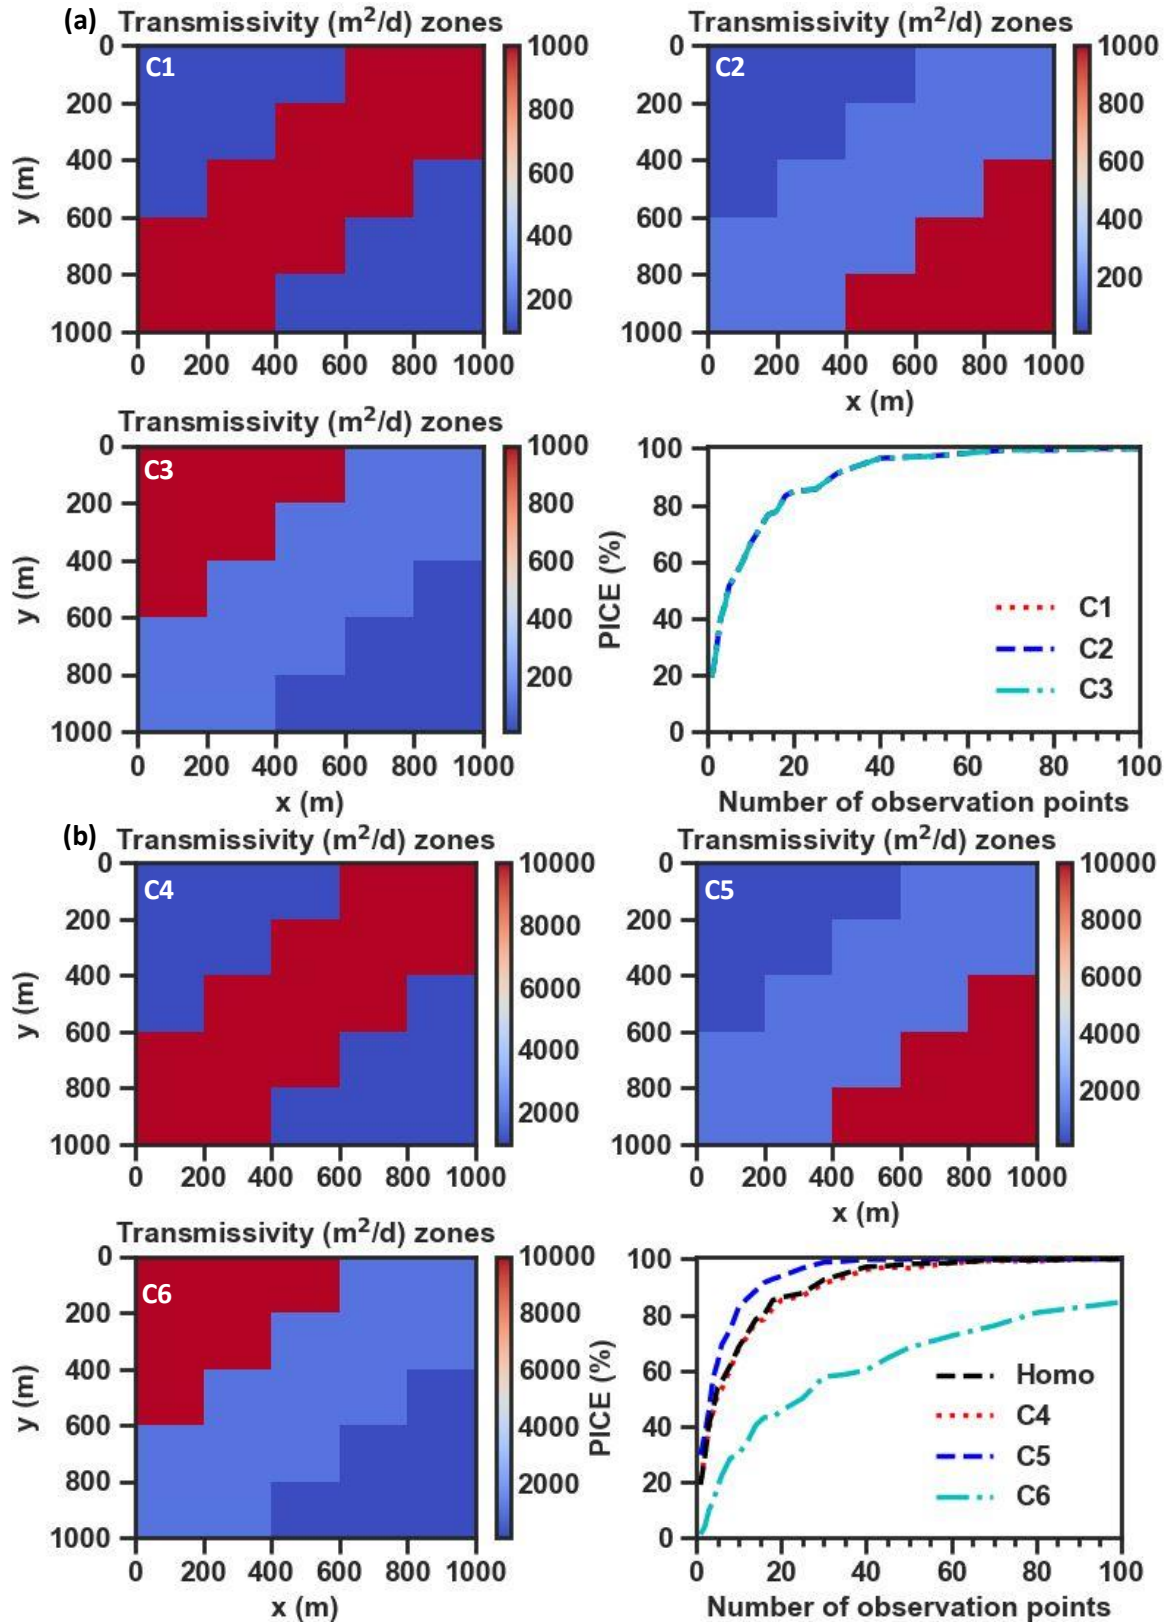 (a) Transmissivity (m²/d) zones Transmissivity (m²/d) zones
C1
0
200
400
600
800
1000
y (m)
0 200 400 600 800 1000
1000
800
600
400
200
C2
0
200
400
600
800
1000
0 200 400 600 800 1000
x (m)
1000
800
600
400
200
Transmissivity (m²/d) zones
C3
0
200
400
600
800
1000
y (m)
0 200 400 600 800 1000
x (m)
1000
800
600
400
200
100
80
60
40
20
0
PICE (%)
C1
C2
C3
0 20 40 60 80 100
Number of observation points
(b) Transmissivity (m²/d) zones Transmissivity (m²/d) zones
C4
0
200
400
600
800
1000
y (m)
0 200 400 600 800 1000
10000
8000
6000
4000
2000
C5
0
200
400
600
800
1000
0 200 400 600 800 1000
x (m)
10000
8000
6000
4000
2000
Transmissivity (m²/d) zones
C6
0
200
400
600
800
1000
y (m)
0 200 400 600 800 1000
x (m)
10000
8000
6000
4000
2000
100
80
60
40
20
0
PICE (%)
Homo
C4
C5
C6
0 20 40 60 80 100
Number of observation points